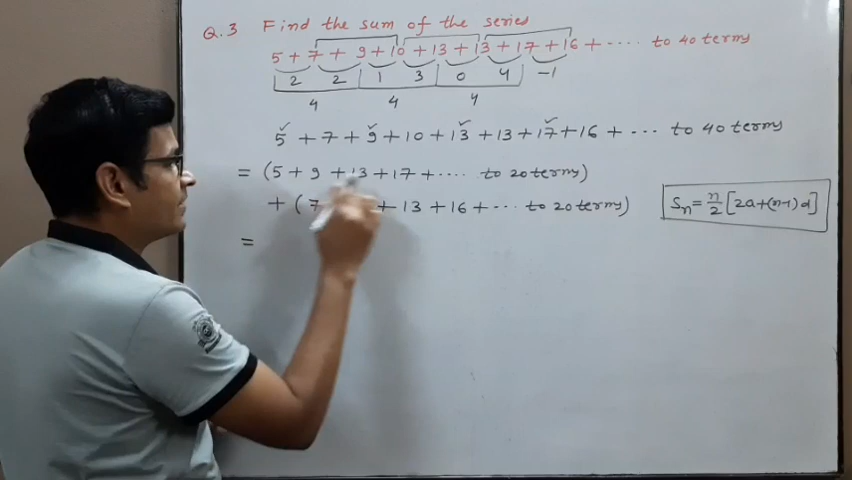 Q.3 Find the sum of the series
5 + 7 + 9 + 10 + 13 + 13 + 17 + 16 + .... to 40 terms
2 2 1 3 0 4 -1
4 4 4
5 + 7 + 9 + 10 + 13 + 13 + 17 + 16 + ... to 40 terms
= (5 + 9 + 13 + 17 + .... to 20 terms)
+ (7 + 13 + 16 + ... to 20 terms)
Sn = n/2 [2a + (n-1) d]
=